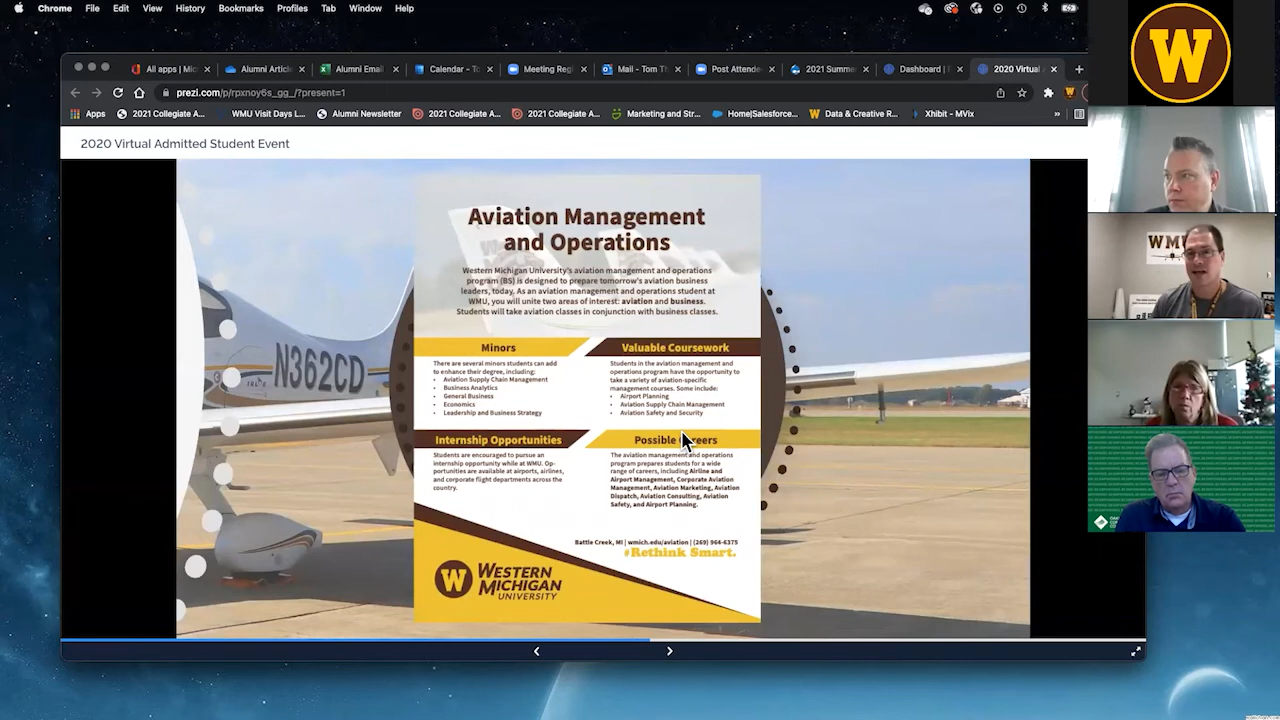 Chrome File Edit View History Bookmarks Profiles Tab Window Help
All apps | Mic
Alumni Article
Alumni Email
Calendar - To
Meeting Regi
Mail - Tom Th
Post Attende
2021 Summer
Dashboard |
2020 Virtual A
prezi.com/p/rpxnoy6s_gg_/?present=1
Apps 2021 Collegiate A... WMU Visit Days L... Alumni Newsletter 2021 Collegiate A... 2021 Collegiate A... Marketing and Str... Home|Salesforce... Data & Creative R... Xhibit - MVix »
2020 Virtual Admitted Student Event
Aviation Management
and Operations
Western Michigan University's aviation management and operations
program (BS) is designed to prepare tomorrow's aviation business
leaders, today. As an aviation management and operations student at
WMU, you will unite two areas of interest: aviation and business.
Students will take aviation classes in conjunction with business classes.
Minors
There are several minors students can add
to enhance their degree, including:
• Aviation Supply Chain Management
• Business Analytics
• General Business
• Economics
• Leadership and Business Strategy
Valuable Coursework
Students in the aviation management and
operations program have the opportunity to
take a variety of aviation-specific
management courses. Some include:
• Airport Planning
• Aviation Supply Chain Management
• Aviation Safety and Security
Internship Opportunities
Students are encouraged to pursue an
internship opportunity while at WMU. Op-
portunities are available at airports, airlines,
and corporate flight departments across the
country.
Possible
The aviation management and operations
program prepares students for a wide
range of careers, including Airline and
Airport Management, Corporate Aviation
Management, Aviation Marketing, Aviation
Dispatch, Aviation Consulting, Aviation
Safety, and Airport Planning.
Battle Creek, MI | wmich.edu/aviation | (269) 964-6375
#Rethink Smart.
W WESTERN
MICHIGAN
UNIVERSITY
N362CD
W
WMU